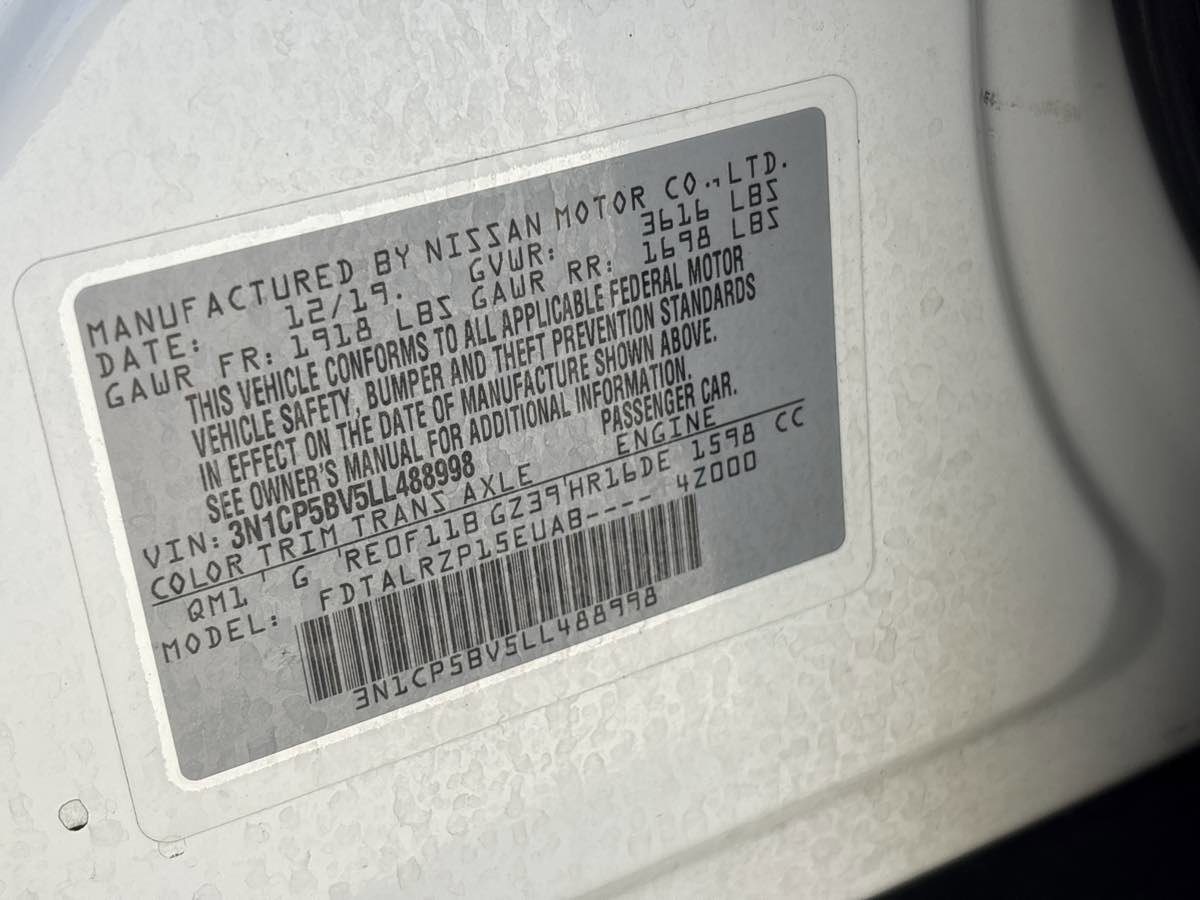 MANUFACTURED BY NISSAN MOTOR CO.,LTD.
DATE: 12/19. GVWR: 3616 LBS
GAWR FR: 1918 LBS GAWR RR: 1698 LBS
THIS VEHICLE CONFORMS TO ALL APPLICABLE FEDERAL MOTOR
VEHICLE SAFETY, BUMPER AND THEFT PREVENTION STANDARDS
IN EFFECT ON THE DATE OF MANUFACTURE SHOWN ABOVE.
SEE OWNER'S MANUAL FOR ADDITIONAL INFORMATION.
VIN: 3N1CP5BV5LL488998 PASSENGER CAR.
COLOR TRIM TRANS AXLE ENGINE
QM1 G RE0F11B GZ39 HR16DE 1598 CC
MODEL: FDTALRZP15EUA8---- 4Z000
3N1CP5BV5LL488998